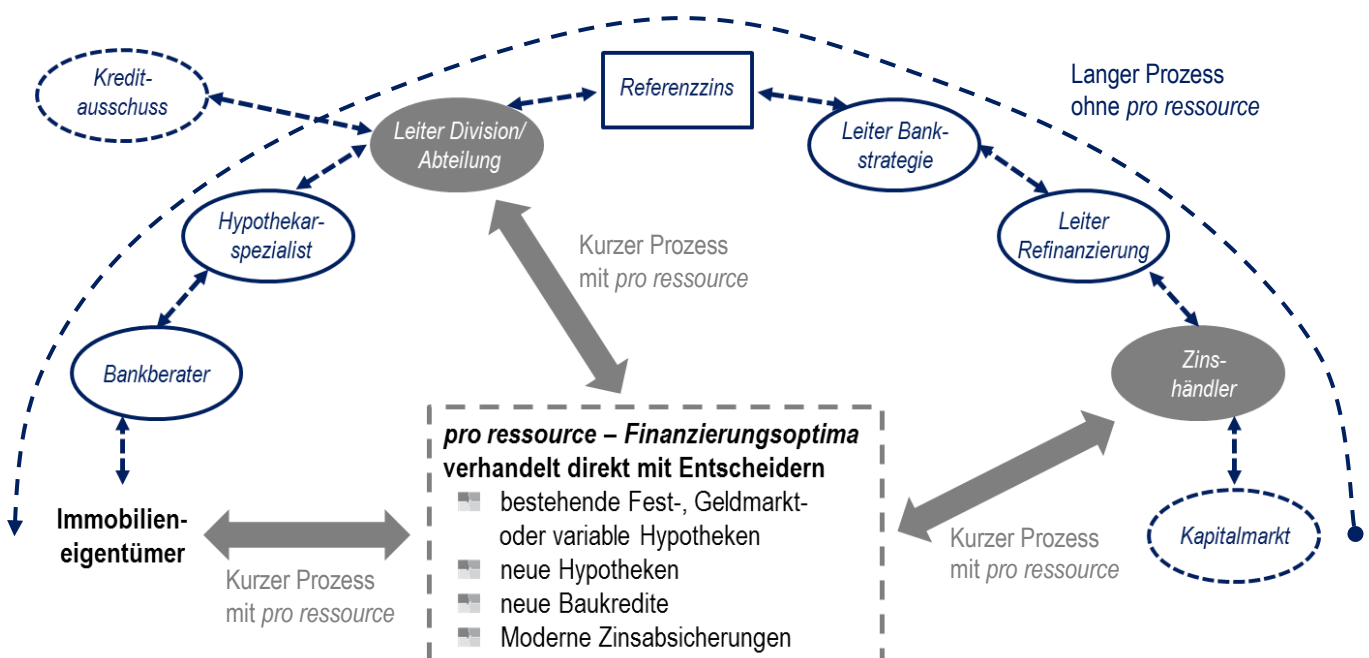 Kredit-
ausschuss
Leiter Division/
Abteilung
Referenzzins
Leiter Bank-
strategie
Langer Prozess
ohne pro ressource
Hypothekar-
spezialist
Leiter
Refinanzierung
Kurzer Prozess
mit pro ressource
Bankberater
Zins-
händler
pro ressource – Finanzierungsoptima
verhandelt direkt mit Entscheidern
bestehende Fest-, Geldmarkt-
oder variable Hypotheken
neue Hypotheken
neue Baukredite
Moderne Zinsabsicherungen
Immobilien-
eigentümer
Kurzer Prozess
mit pro ressource
Kurzer Prozess
mit pro ressource
Kapitalmarkt